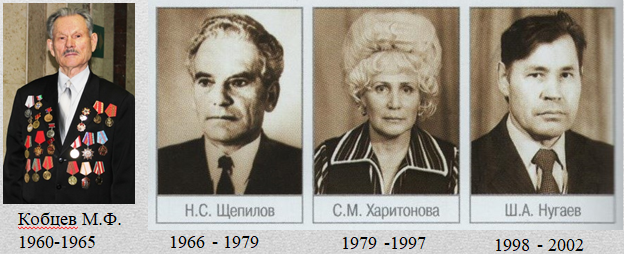 Кобцев М.Ф.
1960-1965
Н.С. Щепилов
1966 - 1979
С.М. Харитонова
1979 -1997
Ш.А. Нугаев
1998 - 2002